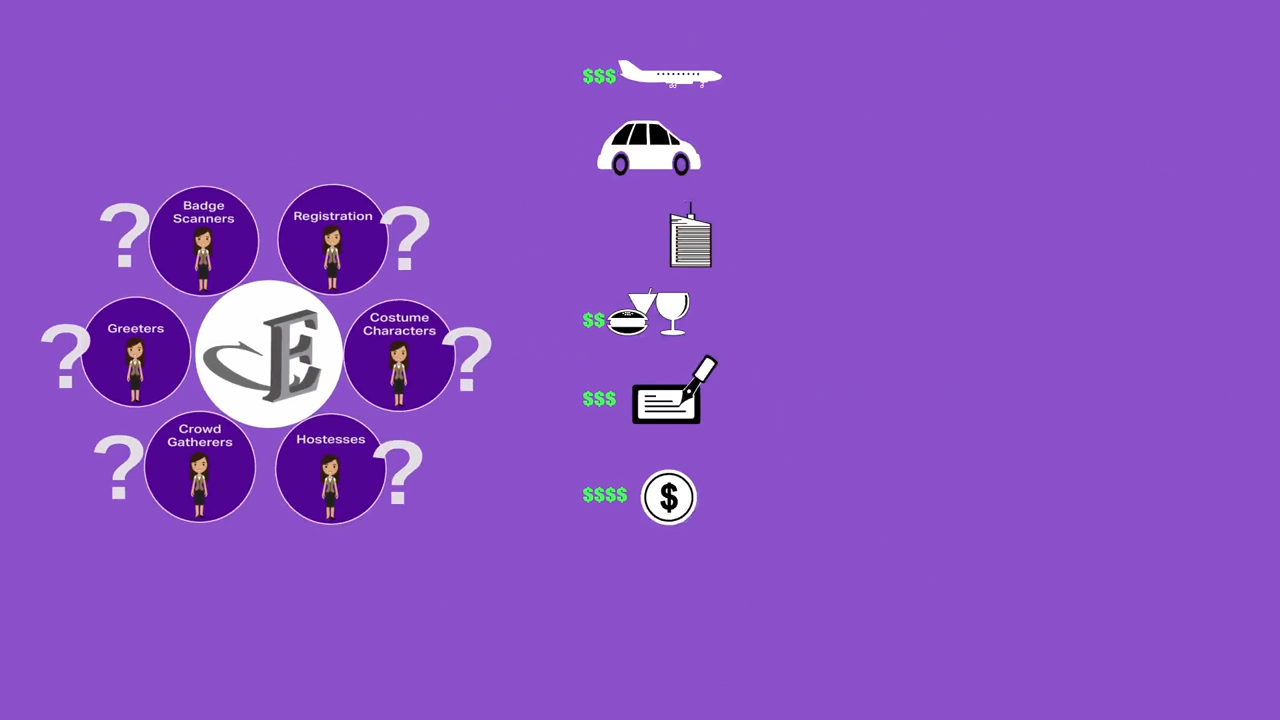 $$$
Badge
Scanners
?
Registration
?
Greeters
?
E
Costume
Characters
?
Crowd
Gatherers
?
Hostesses
?
$$
$$$
$$$$
$